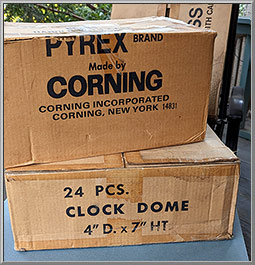 PYREX BRAND
Made by
CORNING
CORNING INCORPORATED
CORNING, NEW YORK 14831
24 PCS.
CLOCK DOME
4" D. x 7" HT.